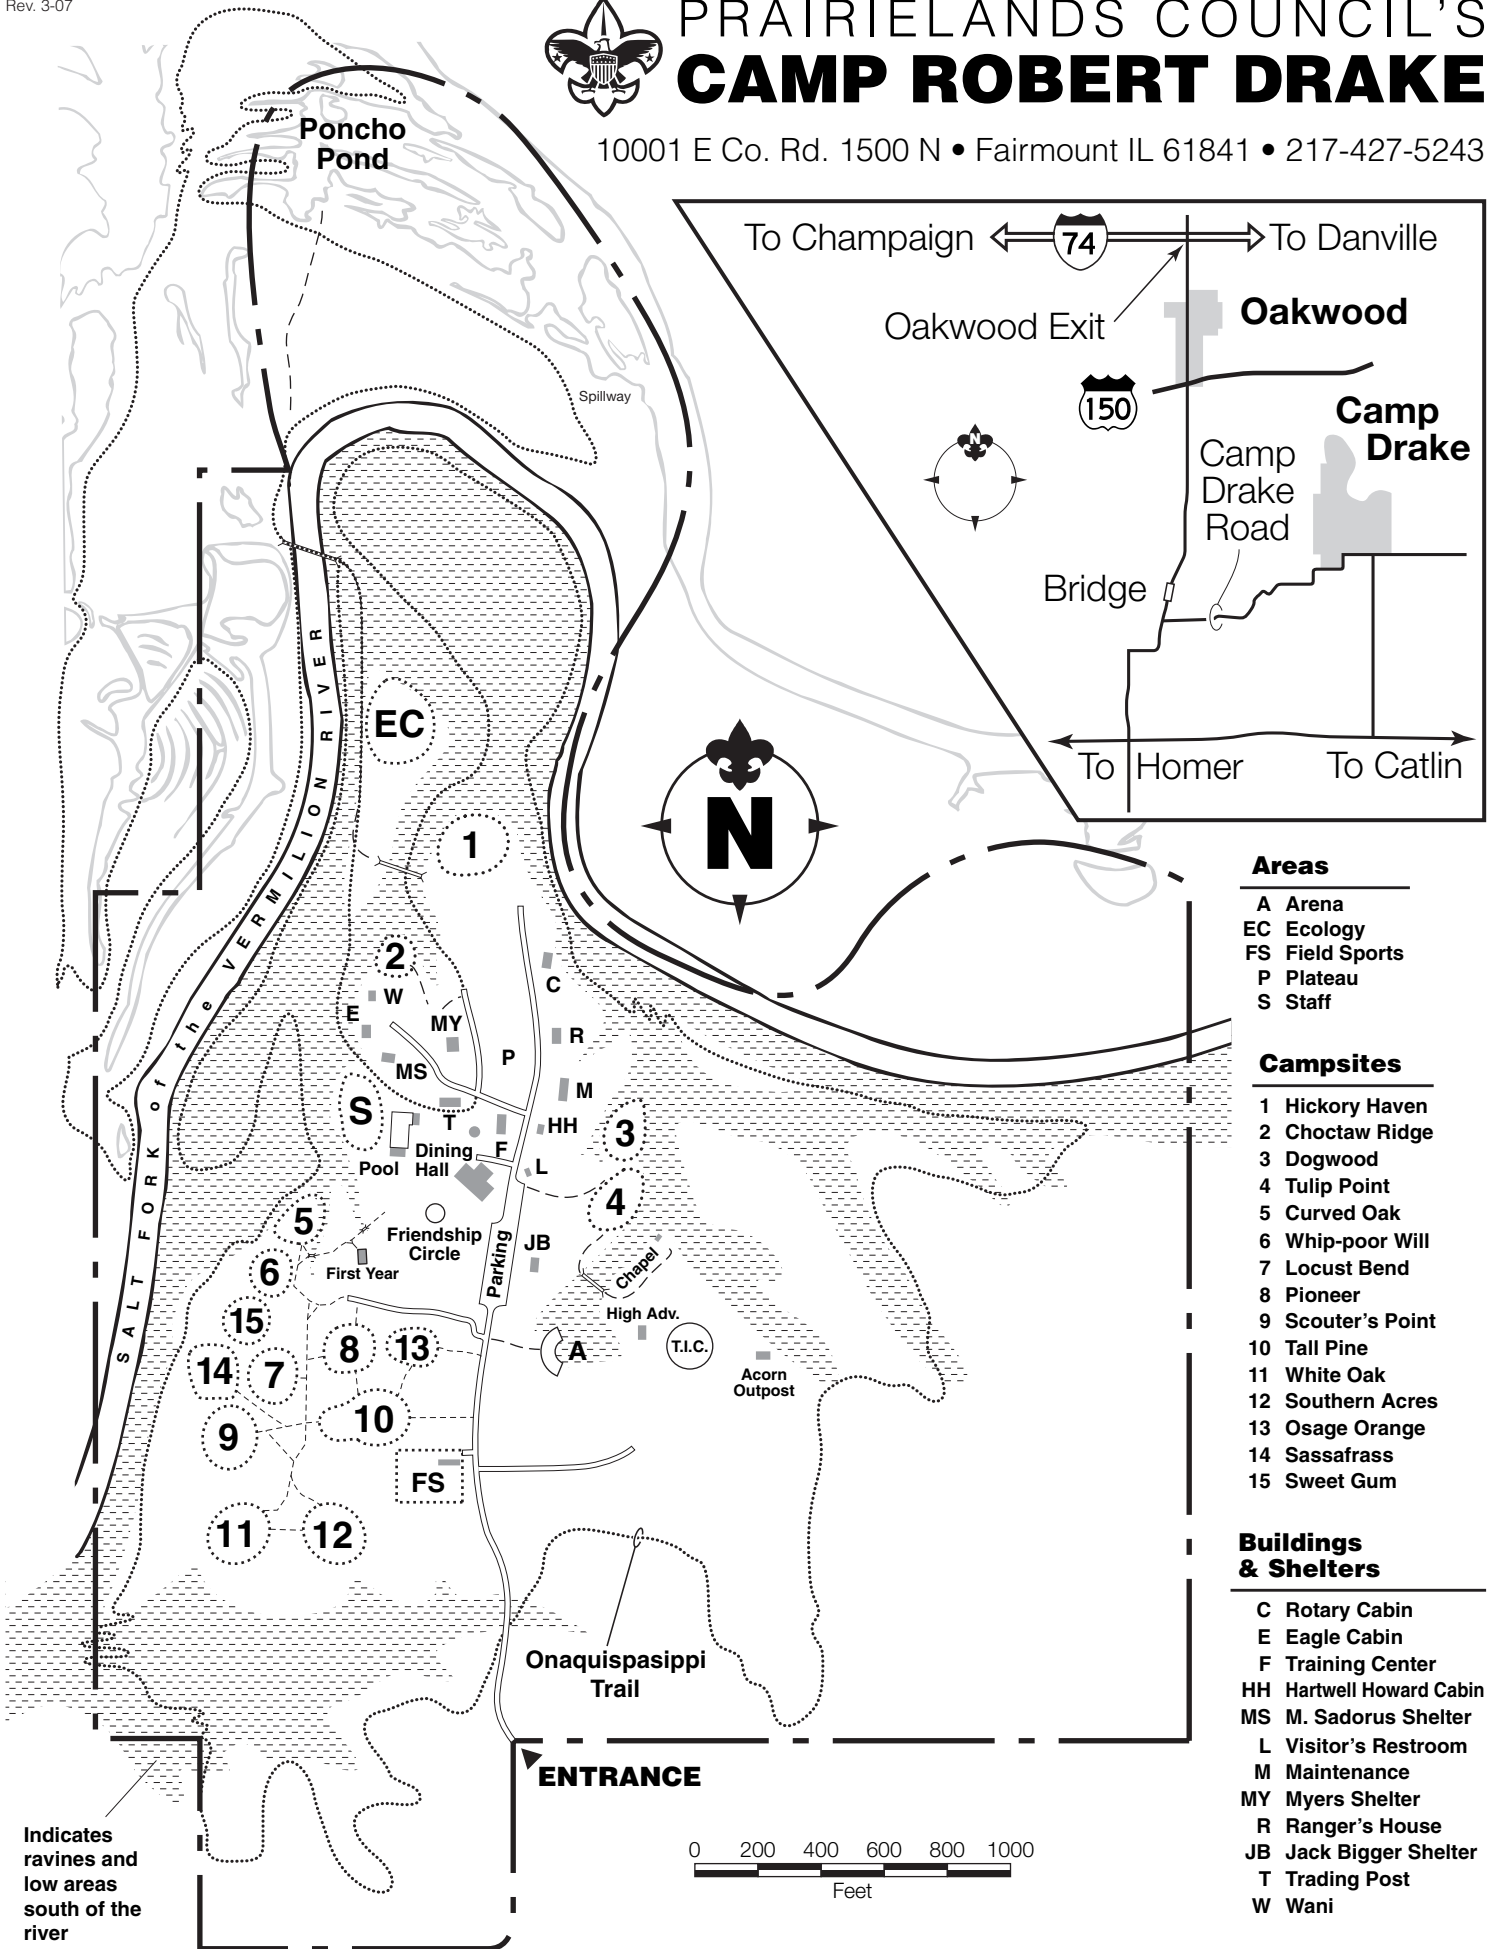 Rev. 3-07
PRAIRIELANDS COUNCIL'S
CAMP ROBERT DRAKE
10001 E Co. Rd. 1500 N • Fairmount IL 61841 • 217-427-5243
Poncho
Pond
Spillway
To Champaign
74
To Danville
Oakwood Exit
Oakwood
150
Camp
Drake
N
Camp
Drake
Road
Bridge
To Homer
To Catlin
SALT FORK of the VERMILION RIVER
EC
1
N
2
W
C
E
MY
R
MS
P
M
S
T
HH
3
Dining
Hall
F
Pool
L
4
5
Friendship
Circle
Parking
JB
6
First Year
Chapel
15
High Adv.
8
13
A
T.I.C.
14
7
Acorn
Outpost
10
9
FS
11
12
Onaquispasippi
Trail
ENTRANCE
Indicates
ravines and
low areas
south of the
river
0 200 400 600 800 1000
Feet
Areas
A Arena
EC Ecology
FS Field Sports
P Plateau
S Staff
Campsites
1 Hickory Haven
2 Choctaw Ridge
3 Dogwood
4 Tulip Point
5 Curved Oak
6 Whip-poor Will
7 Locust Bend
8 Pioneer
9 Scouter's Point
10 Tall Pine
11 White Oak
12 Southern Acres
13 Osage Orange
14 Sassafrass
15 Sweet Gum
Buildings
& Shelters
C Rotary Cabin
E Eagle Cabin
F Training Center
HH Hartwell Howard Cabin
MS M. Sadorus Shelter
L Visitor's Restroom
M Maintenance
MY Myers Shelter
R Ranger's House
JB Jack Bigger Shelter
T Trading Post
W Wani